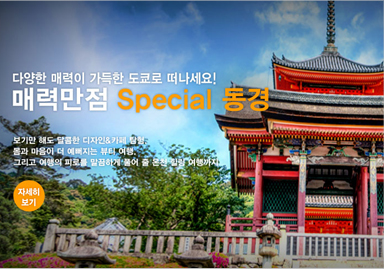 다양한 매력이 가득한 도쿄로 떠나세요!
매력만점 Special 동경
보기만 해도 달콤한 디자인&카페 탐험
몸과 마음이 더 예뻐지는 뷰티 여행,
그리고 여행의 피로를 말끔하게 풀어 줄 온천 힐링 여행까지!
자세히
보기